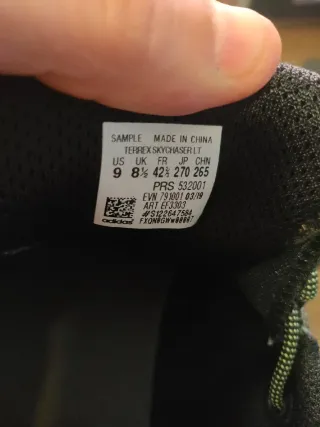 SAMPLE MADE IN CHINA
TERREX SKYCHASER LT
US UK FR JP CHN
9 8½ 42⅔ 270 265
PRS 532001
EVN 791001 03/19
ART EF3303
#S122647584
adidas